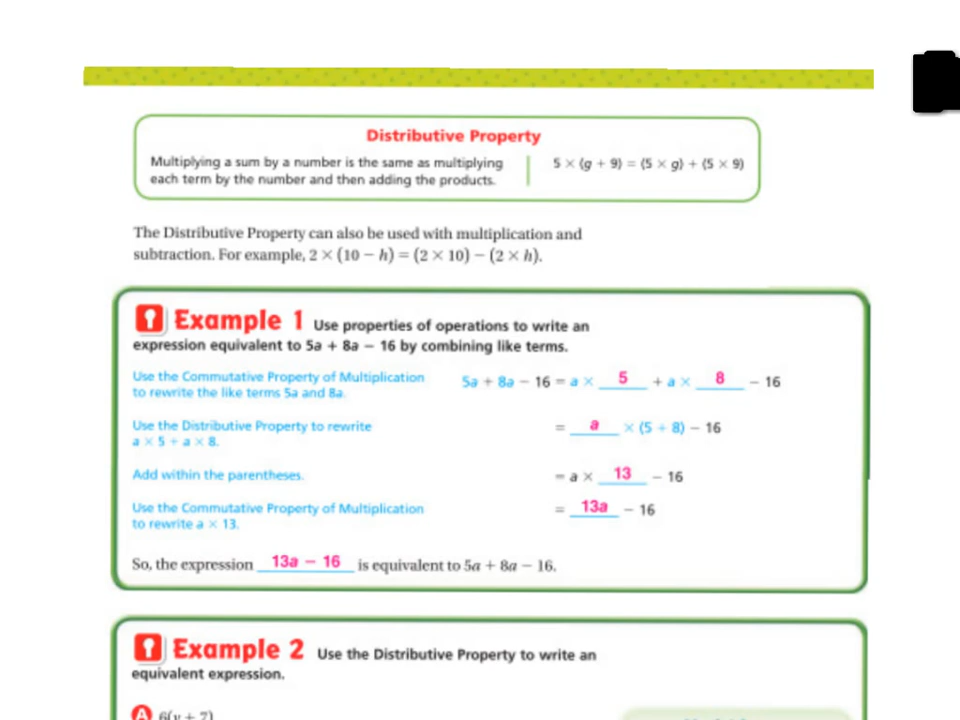 Distributive Property
Multiplying a sum by a number is the same as multiplying
each term by the number and then adding the products.
5 × (g + 9) = (5 × g) + (5 × 9)
The Distributive Property can also be used with multiplication and
subtraction. For example, 2 × (10 − h) = (2 × 10) − (2 × h).
Example 1 Use properties of operations to write an
expression equivalent to 5a + 8a − 16 by combining like terms.
Use the Commutative Property of Multiplication
to rewrite the like terms 5a and 8a.
5a + 8a − 16 = a × 5 + a × 8 − 16
Use the Distributive Property to rewrite
a × 5 + a × 8.
= a × (5 + 8) − 16
Add within the parentheses.
= a × 13 − 16
Use the Commutative Property of Multiplication
to rewrite a × 13.
= 13a − 16
So, the expression 13a − 16 is equivalent to 5a + 8a − 16.
Example 2 Use the Distributive Property to write an
equivalent expression.
A 6(y + 7)